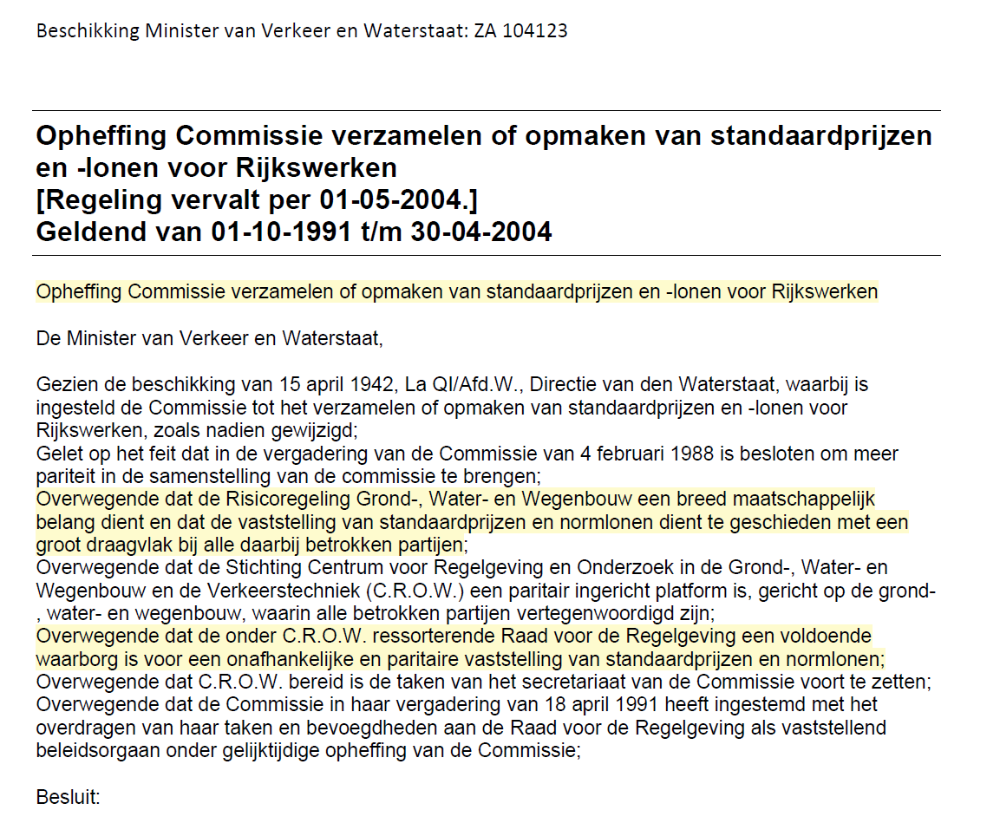 Beschikking Minister van Verkeer en Waterstaat: ZA 104123
Opheffing Commissie verzamelen of opmaken van standaardprijzen
en -lonen voor Rijkswerken
[Regeling vervalt per 01-05-2004.]
Geldend van 01-10-1991 t/m 30-04-2004
Opheffing Commissie verzamelen of opmaken van standaardprijzen en -lonen voor Rijkswerken
De Minister van Verkeer en Waterstaat,
Gezien de beschikking van 15 april 1942, La QI/Afd.W., Directie van den Waterstaat, waarbij is
ingesteld de Commissie tot het verzamelen of opmaken van standaardprijzen en -lonen voor
Rijkswerken, zoals nadien gewijzigd;
Gelet op het feit dat in de vergadering van de Commissie van 4 februari 1988 is besloten om meer
pariteit in de samenstelling van de commissie te brengen;
Overwegende dat de Risicoregeling Grond-, Water- en Wegenbouw een breed maatschappelijk
belang dient en dat de vaststelling van standaardprijzen en normlonen dient te geschieden met een
groot draagvlak bij alle daarbij betrokken partijen;
Overwegende dat de Stichting Centrum voor Regelgeving en Onderzoek in de Grond-, Water- en
Wegenbouw en de Verkeerstechniek (C.R.O.W.) een paritair ingericht platform is, gericht op de grond-
, water- en wegenbouw, waarin alle betrokken partijen vertegenwoordigd zijn;
Overwegende dat de onder C.R.O.W. ressorterende Raad voor de Regelgeving een voldoende
waarborg is voor een onafhankelijke en paritaire vaststelling van standaardprijzen en normlonen;
Overwegende dat C.R.O.W. bereid is de taken van het secretariaat van de Commissie voort te zetten;
Overwegende dat de Commissie in haar vergadering van 18 april 1991 heeft ingestemd met het
overdragen van haar taken en bevoegdheden aan de Raad voor de Regelgeving als vaststellend
beleidsorgaan onder gelijktijdige opheffing van de Commissie;
Besluit: